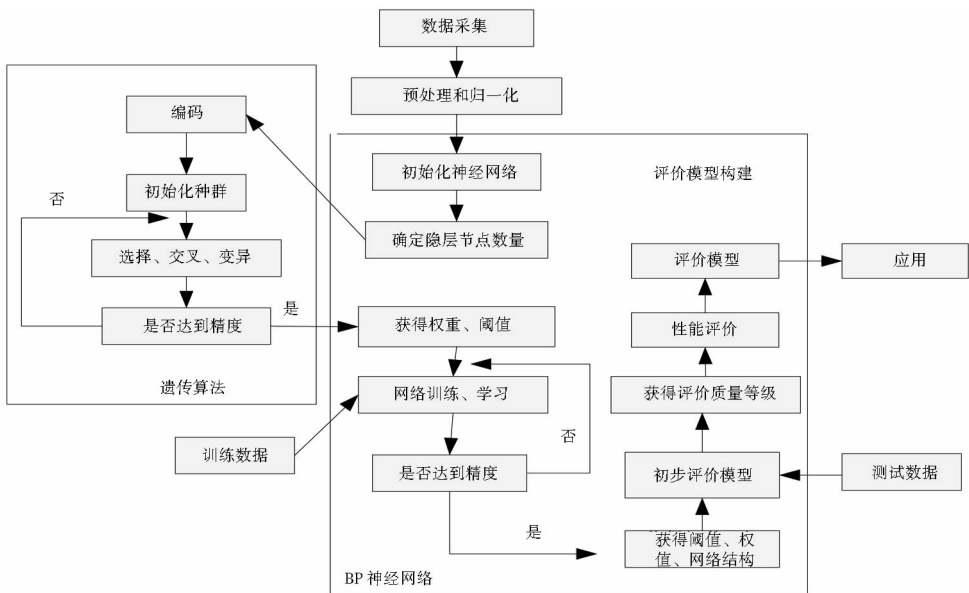 数据采集
预处理和归一化
编码
初始化神经网络
评价模型构建
初始化种群
否
确定隐层节点数量
选择、交叉、变异
评价模型
应用
是否达到精度
是
获得权重、阈值
性能评价
遗传算法
网络训练、学习
获得评价质量等级
否
训练数据
是否达到精度
初步评价模型
测试数据
是
获得阈值、权
值、网络结构
BP 神经网络